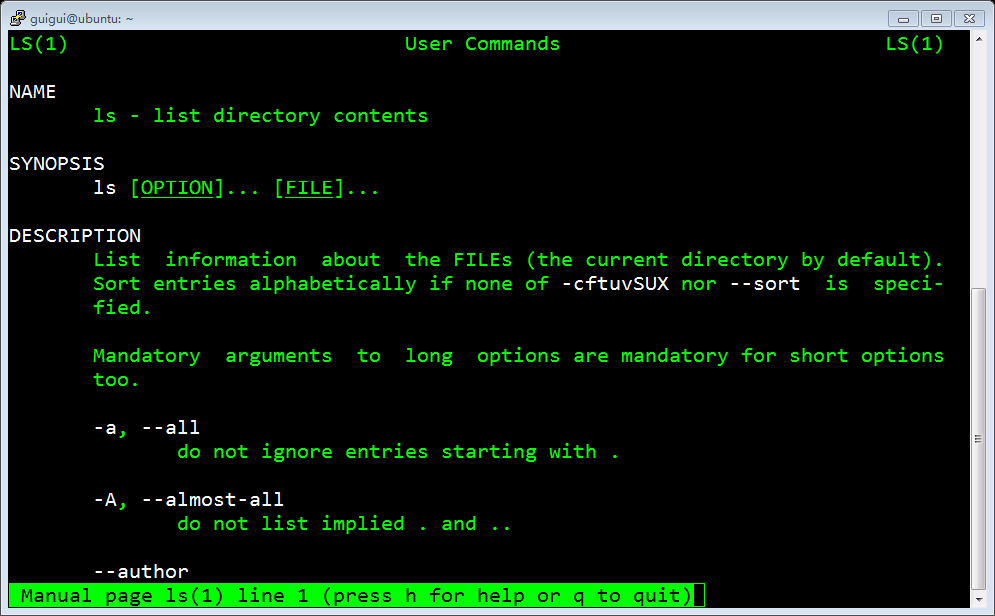 guigui@ubuntu: ~
LS(1) User Commands LS(1)
NAME
ls - list directory contents
SYNOPSIS
ls [OPTION]... [FILE]...
DESCRIPTION
List information about the FILEs (the current directory by default).
Sort entries alphabetically if none of -cftuvSUX nor --sort is speci-
fied.
Mandatory arguments to long options are mandatory for short options
too.
-a, --all
do not ignore entries starting with .
-A, --almost-all
do not list implied . and ..
--author
Manual page ls(1) line 1 (press h for help or q to quit)